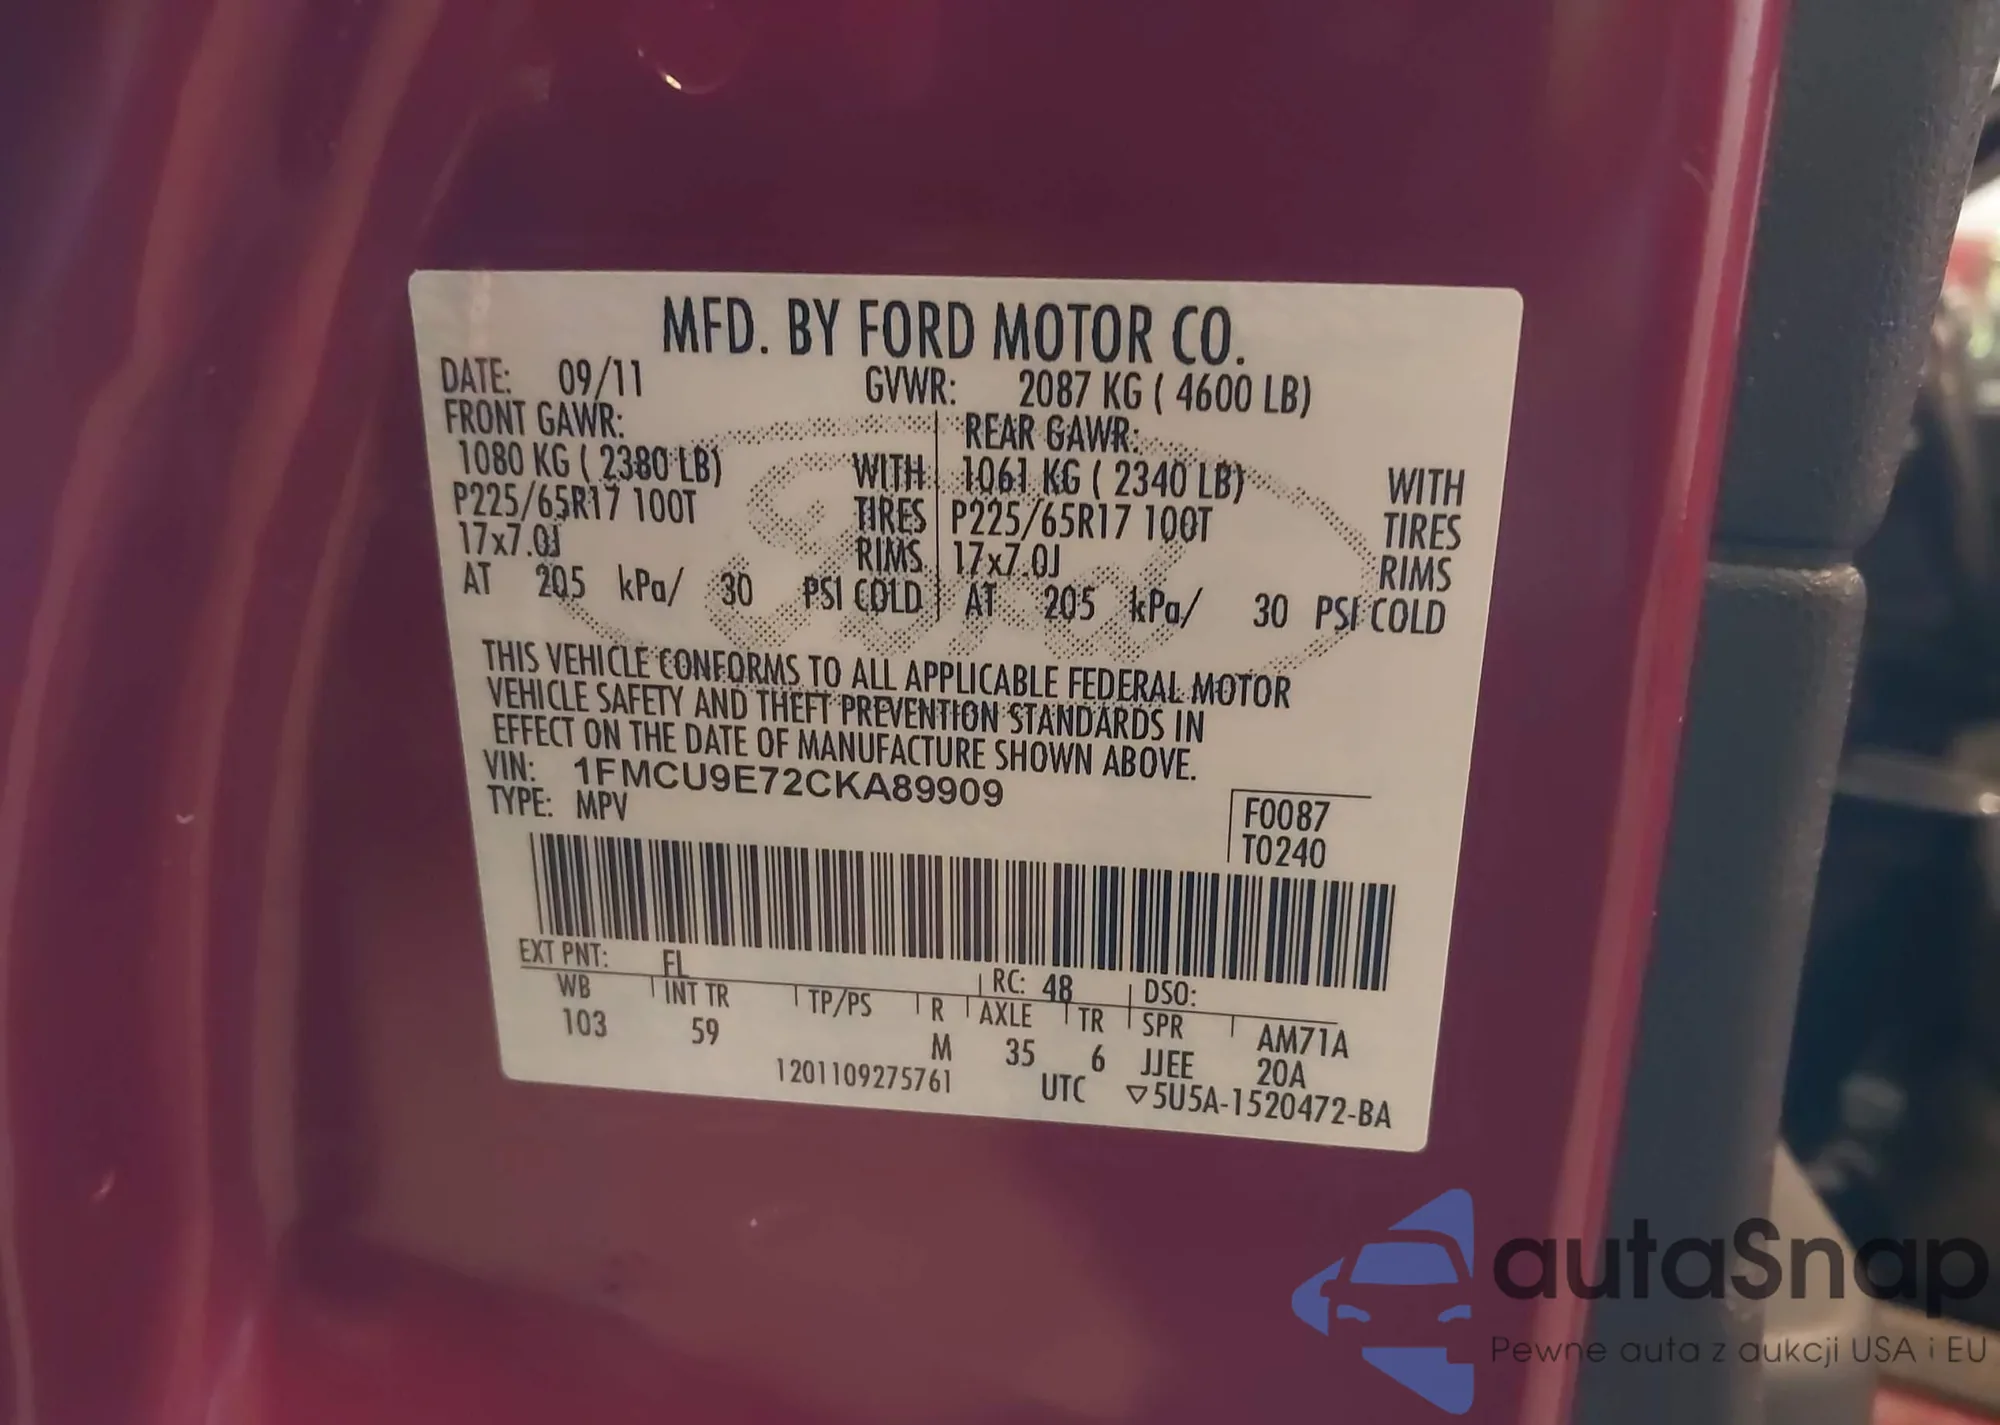 MFD. BY FORD MOTOR CO.
DATE: 09/11 GVWR: 2087 KG ( 4600 LB)
FRONT GAWR: REAR GAWR:
1080 KG ( 2380 LB) WITH 1061 KG ( 2340 LB) WITH
P225/65R17 100T TIRES P225/65R17 100T TIRES
17x7.0J RIMS 17x7.0J RIMS
AT 205 kPa/ 30 PSI COLD AT 205 kPa/ 30 PSI COLD
THIS VEHICLE CONFORMS TO ALL APPLICABLE FEDERAL MOTOR
VEHICLE SAFETY AND THEFT PREVENTION STANDARDS IN
EFFECT ON THE DATE OF MANUFACTURE SHOWN ABOVE.
VIN: 1FMCU9E72CKA89909
TYPE: MPV
F0087
T0240
EXT PNT: FL RC: 48 DSO:
WB INT TR TP/PS R AXLE TR SPR AM71A
103 59 M 35 6 JJEE 20A
1201109275761 UTC ▽5U5A-1520472-BA
Ford
autaSnap
Pewne auta z aukcji USA i EU